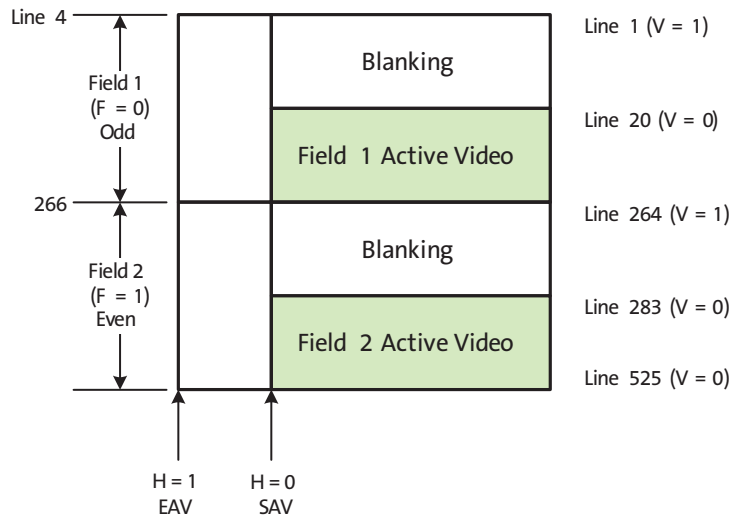 Line 4
Line 1 (V = 1)
Blanking
Field 1
(F = 0)
Odd
Line 20 (V = 0)
Field 1 Active Video
266
Line 264 (V = 1)
Blanking
Field 2
(F = 1)
Even
Line 283 (V = 0)
Field 2 Active Video
Line 525 (V = 0)
H = 1
EAV
H = 0
SAV